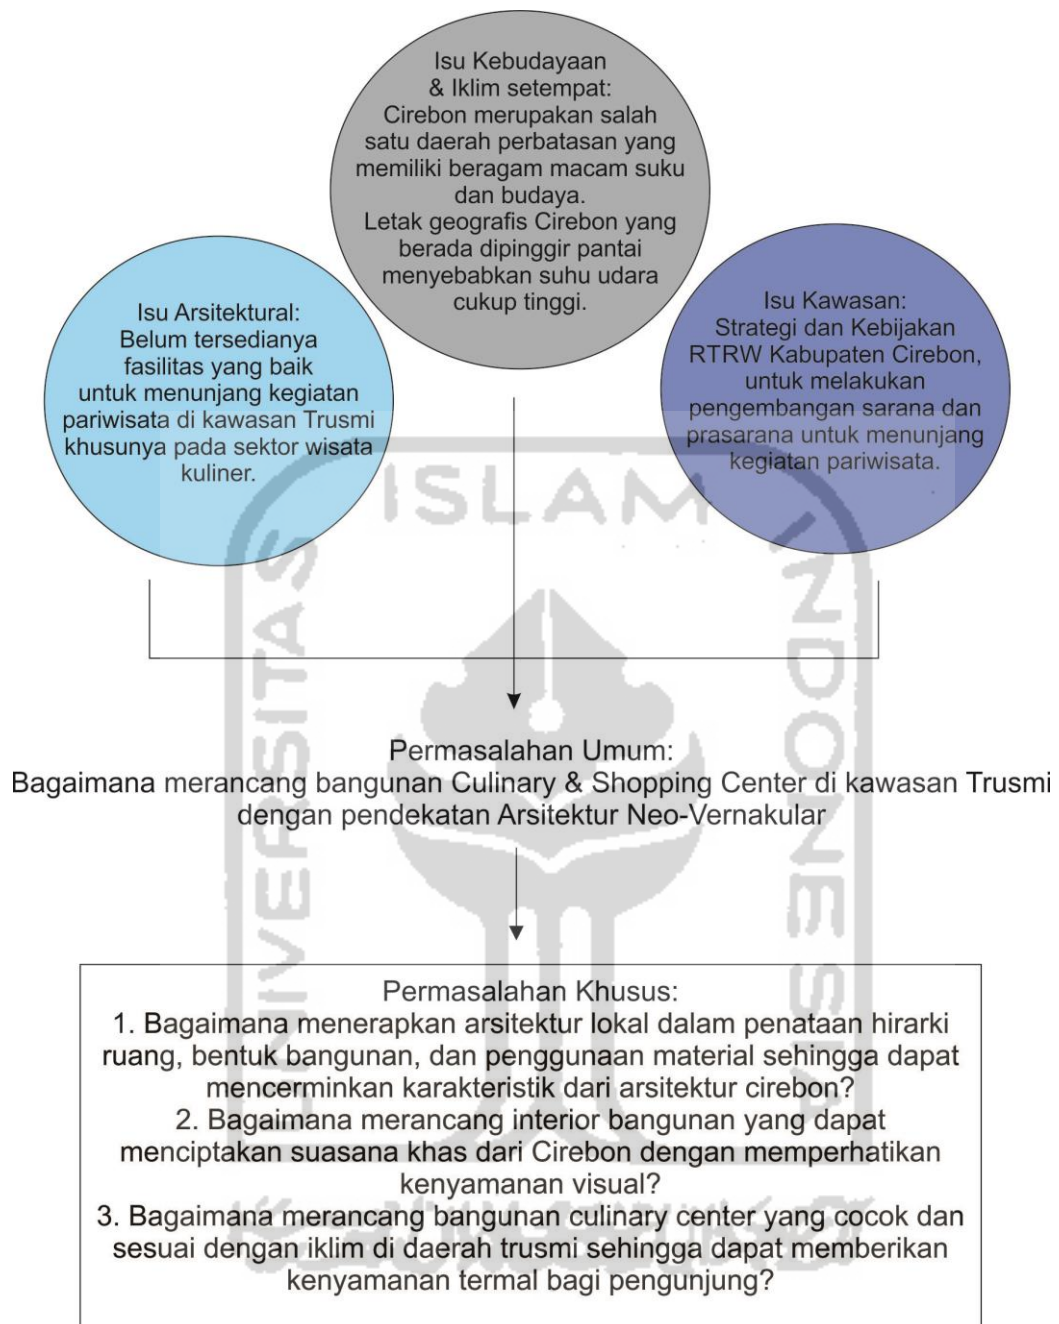 Isu Kebudayaan
& Iklim setempat:
Cirebon merupakan salah
satu daerah perbatasan yang
memiliki beragam macam suku
dan budaya.
Letak geografis Cirebon yang
berada dipinggir pantai
menyebabkan suhu udara
cukup tinggi.
Isu Arsitektural:
Belum tersedianya
fasilitas yang baik
untuk menunjang kegiatan
pariwisata di kawasan Trusmi
khusunya pada sektor wisata
kuliner.
Isu Kawasan:
Strategi dan Kebijakan
RTRW Kabupaten Cirebon,
untuk melakukan
pengembangan sarana dan
prasarana untuk menunjang
kegiatan pariwisata.
UNIVERSITAS
ISLAM
INDONESIA
Permasalahan Umum:
Bagaimana merancang bangunan Culinary & Shopping Center di kawasan Trusmi
dengan pendekatan Arsitektur Neo-Vernakular
Permasalahan Khusus:
1. Bagaimana menerapkan arsitektur lokal dalam penataan hirarki
ruang, bentuk bangunan, dan penggunaan material sehingga dapat
mencerminkan karakteristik dari arsitektur cirebon?
2. Bagaimana merancang interior bangunan yang dapat
menciptakan suasana khas dari Cirebon dengan memperhatikan
kenyamanan visual?
3. Bagaimana merancang bangunan culinary center yang cocok dan
sesuai dengan iklim di daerah trusmi sehingga dapat memberikan
kenyamanan termal bagi pengunjung?